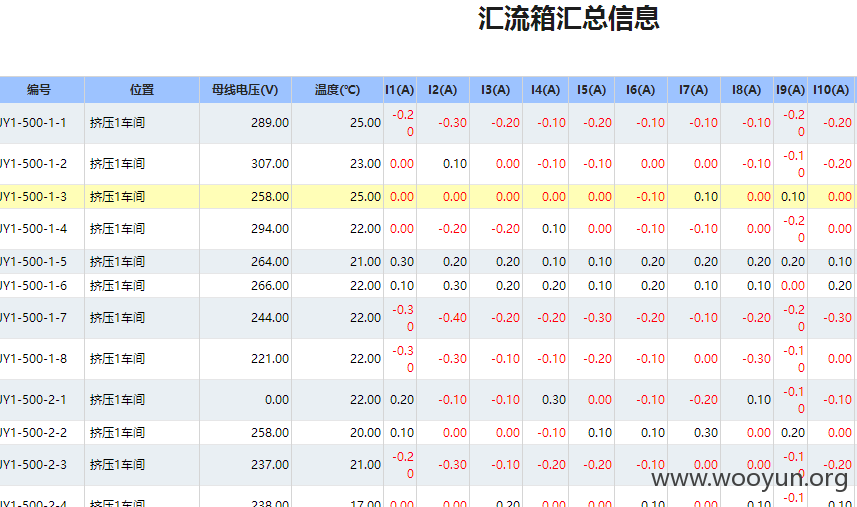 汇流箱汇总信息
编号 位置 母线电压(V) 温度(℃) I1(A) I2(A) I3(A) I4(A) I5(A) I6(A) I7(A) I8(A) I9(A) I10(A)
JY1-500-1-1 挤压1车间 289.00 25.00 -0.20 -0.30 -0.20 -0.10 -0.20 -0.10 -0.10 -0.10 -0.20 -0.20
JY1-500-1-2 挤压1车间 307.00 23.00 0.00 0.10 0.00 -0.10 -0.10 0.00 0.00 -0.10 -0.10 -0.20
JY1-500-1-3 挤压1车间 258.00 25.00 0.00 0.00 0.00 0.00 0.00 -0.10 0.10 0.00 0.10 0.00
JY1-500-1-4 挤压1车间 294.00 22.00 0.00 -0.20 -0.20 0.10 0.00 -0.10 -0.10 0.00 -0.20 0.00
JY1-500-1-5 挤压1车间 264.00 21.00 0.30 0.20 0.20 0.10 0.10 0.20 0.20 0.20 0.20 0.10
JY1-500-1-6 挤压1车间 266.00 22.00 0.10 0.30 0.20 0.20 0.10 0.20 0.10 0.10 0.00 0.20
JY1-500-1-7 挤压1车间 244.00 22.00 -0.30 -0.40 -0.20 -0.20 -0.30 -0.20 -0.10 -0.20 -0.20 -0.30
JY1-500-1-8 挤压1车间 221.00 22.00 -0.30 -0.30 -0.10 -0.10 -0.20 -0.10 0.00 -0.30 -0.10 0.00
JY1-500-2-1 挤压1车间 0.00 22.00 0.20 -0.10 -0.10 0.30 0.00 -0.10 -0.20 0.10 -0.10 -0.10
JY1-500-2-2 挤压1车间 258.00 20.00 0.10 0.00 0.00 -0.10 0.10 0.10 0.30 0.00 0.20 0.00
JY1-500-2-3 挤压1车间 237.00 21.00 -0.20 -0.30 -0.10 -0.20 -0.20 -0.10 0.00 0.00 -0.10 -0.20
JY1-500-2-4 挤压1车间 238.00 17.00 0.00 0.00 0.20 0.00 0.00 0.10 0.00 0.10 -0.1 0.10
www.wooyun.org